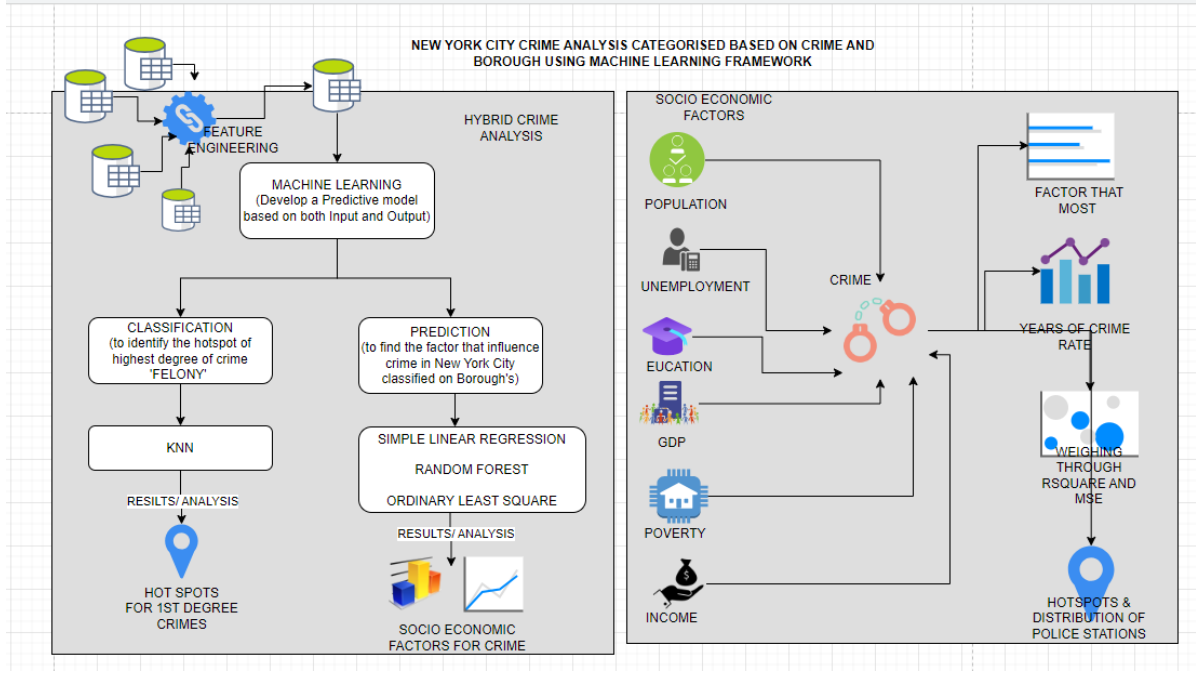 NEW YORK CITY CRIME ANALYSIS CATEGORISED BASED ON CRIME AND
BOROUGH USING MACHINE LEARNING FRAMEWORK
FEATURE
ENGINEERING
HYBRID CRIME
ANALYSIS
MACHINE LEARNING
(Develop a Predictive model
based on both Input and Output)
CLASSIFICATION
(to identify the hotspot of
highest degree of crime
'FELONY'
PREDICTION
(to find the factor that influence
crime in New York City
classified on Borough's)
KNN
SIMPLE LINEAR REGRESSION
RANDOM FOREST
ORDINARY LEAST SQUARE
RESILTS/ ANALYSIS
RESULTS/ ANALYSIS
HOT SPOTS
FOR 1ST DEGREE
CRIMES
SOCIO ECONOMIC
FACTORS FOR CRIME
SOCIO ECONOMIC
FACTORS
POPULATION
UNEMPLOYMENT
EUCATION
GDP
POVERTY
INCOME
CRIME
$
FACTOR THAT
MOST
YEARS OF CRIME
RATE
WEIGHING
THROUGH
RSQUARE AND
MSE
HOTSPOTS &
DISTRIBUTION OF
POLICE STATIONS